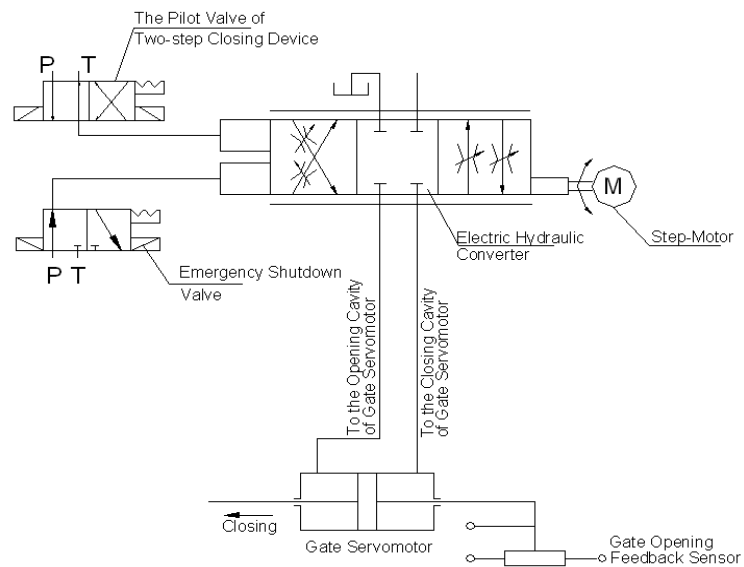 The Pilot Valve of
Two-step Closing Device
P T
M
Electric Hydraulic
Converter
Step-Motor
P T
Emergency Shutdown
Valve
To the Opening Cavity
of Gate Servomotor
To the Closing Cavity
of Gate Servomotor
Closing
Gate Servomotor
Gate Opening
Feedback Sensor